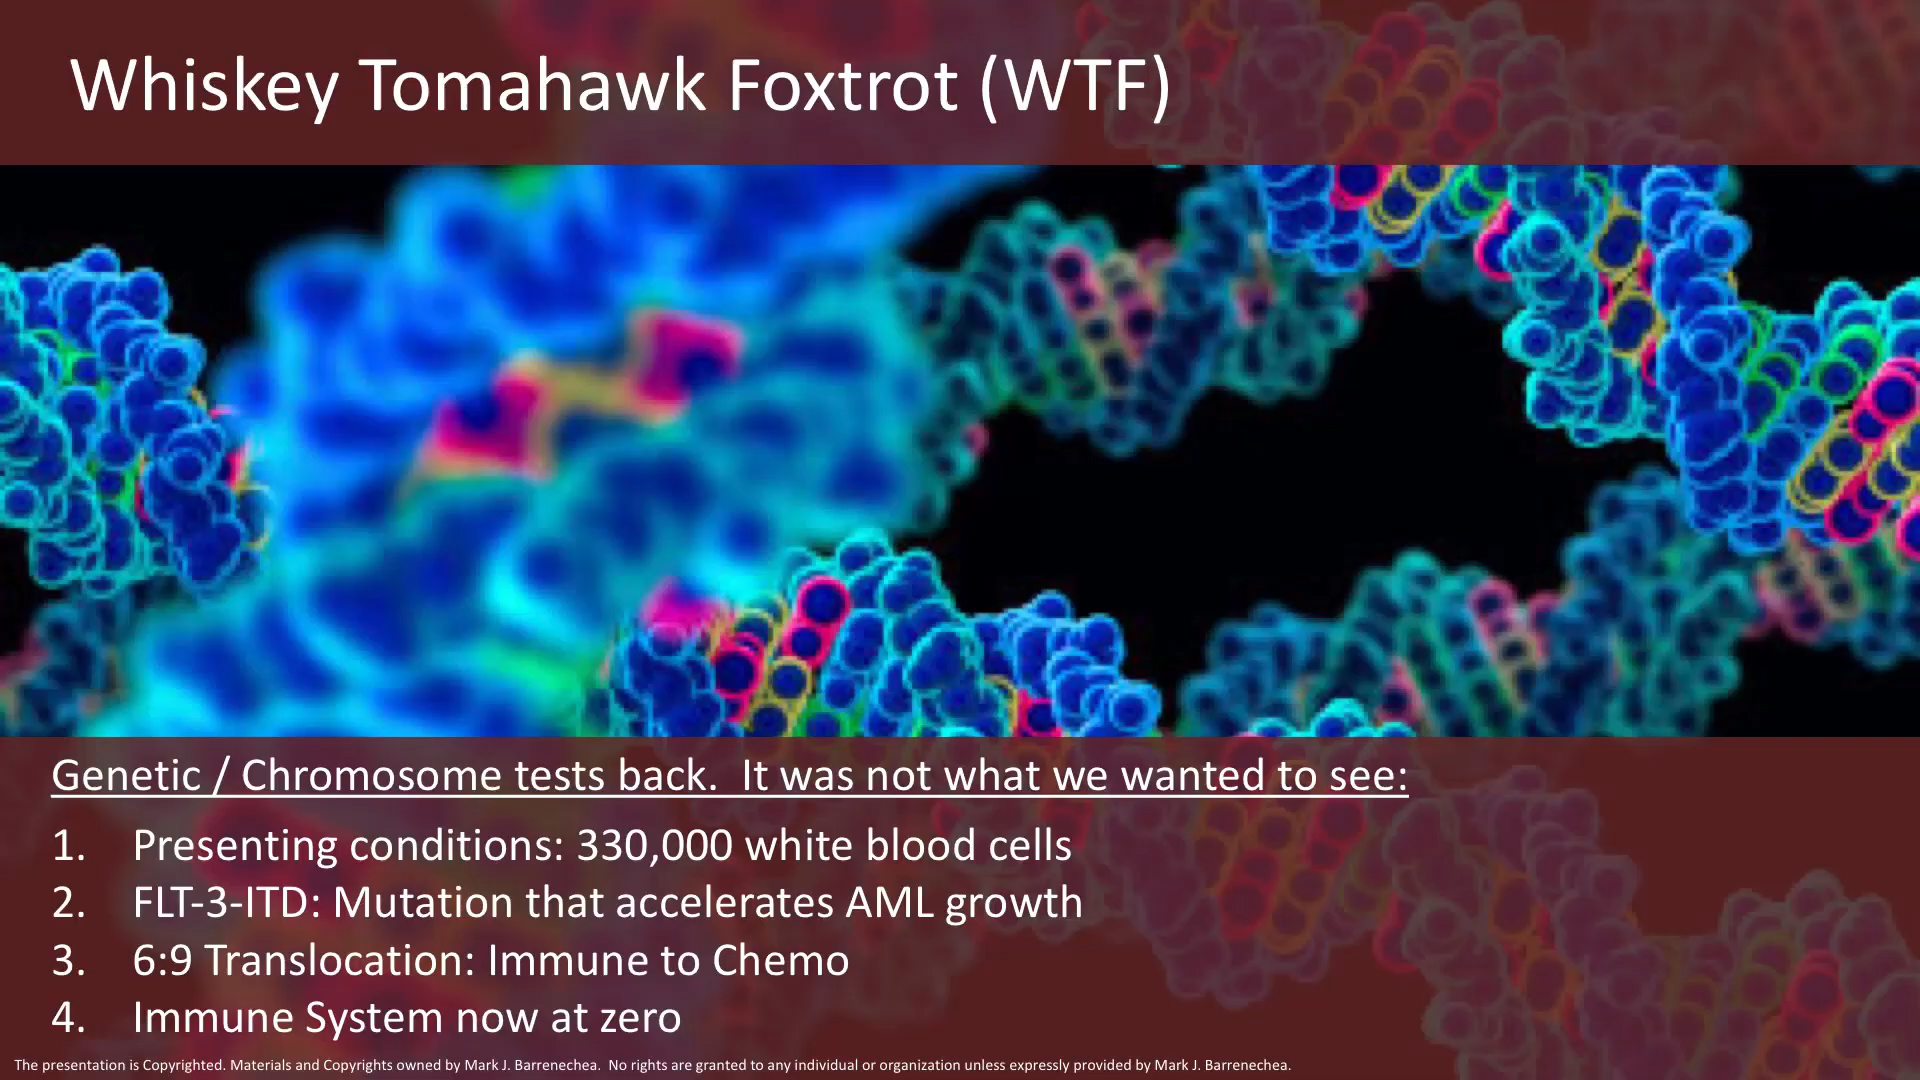 Whiskey Tomahawk Foxtrot (WTF)
Genetic / Chromosome tests back.  It was not what we wanted to see:
1. Presenting conditions: 330,000 white blood cells
2. FLT-3-ITD: Mutation that accelerates AML growth
3. 6:9 Translocation: Immune to Chemo
4. Immune System now at zero
The presentation is Copyrighted. Materials and Copyrights owned by Mark J. Barrenechea.  No rights are granted to any individual or organization unless expressly provided by Mark J. Barrenechea.